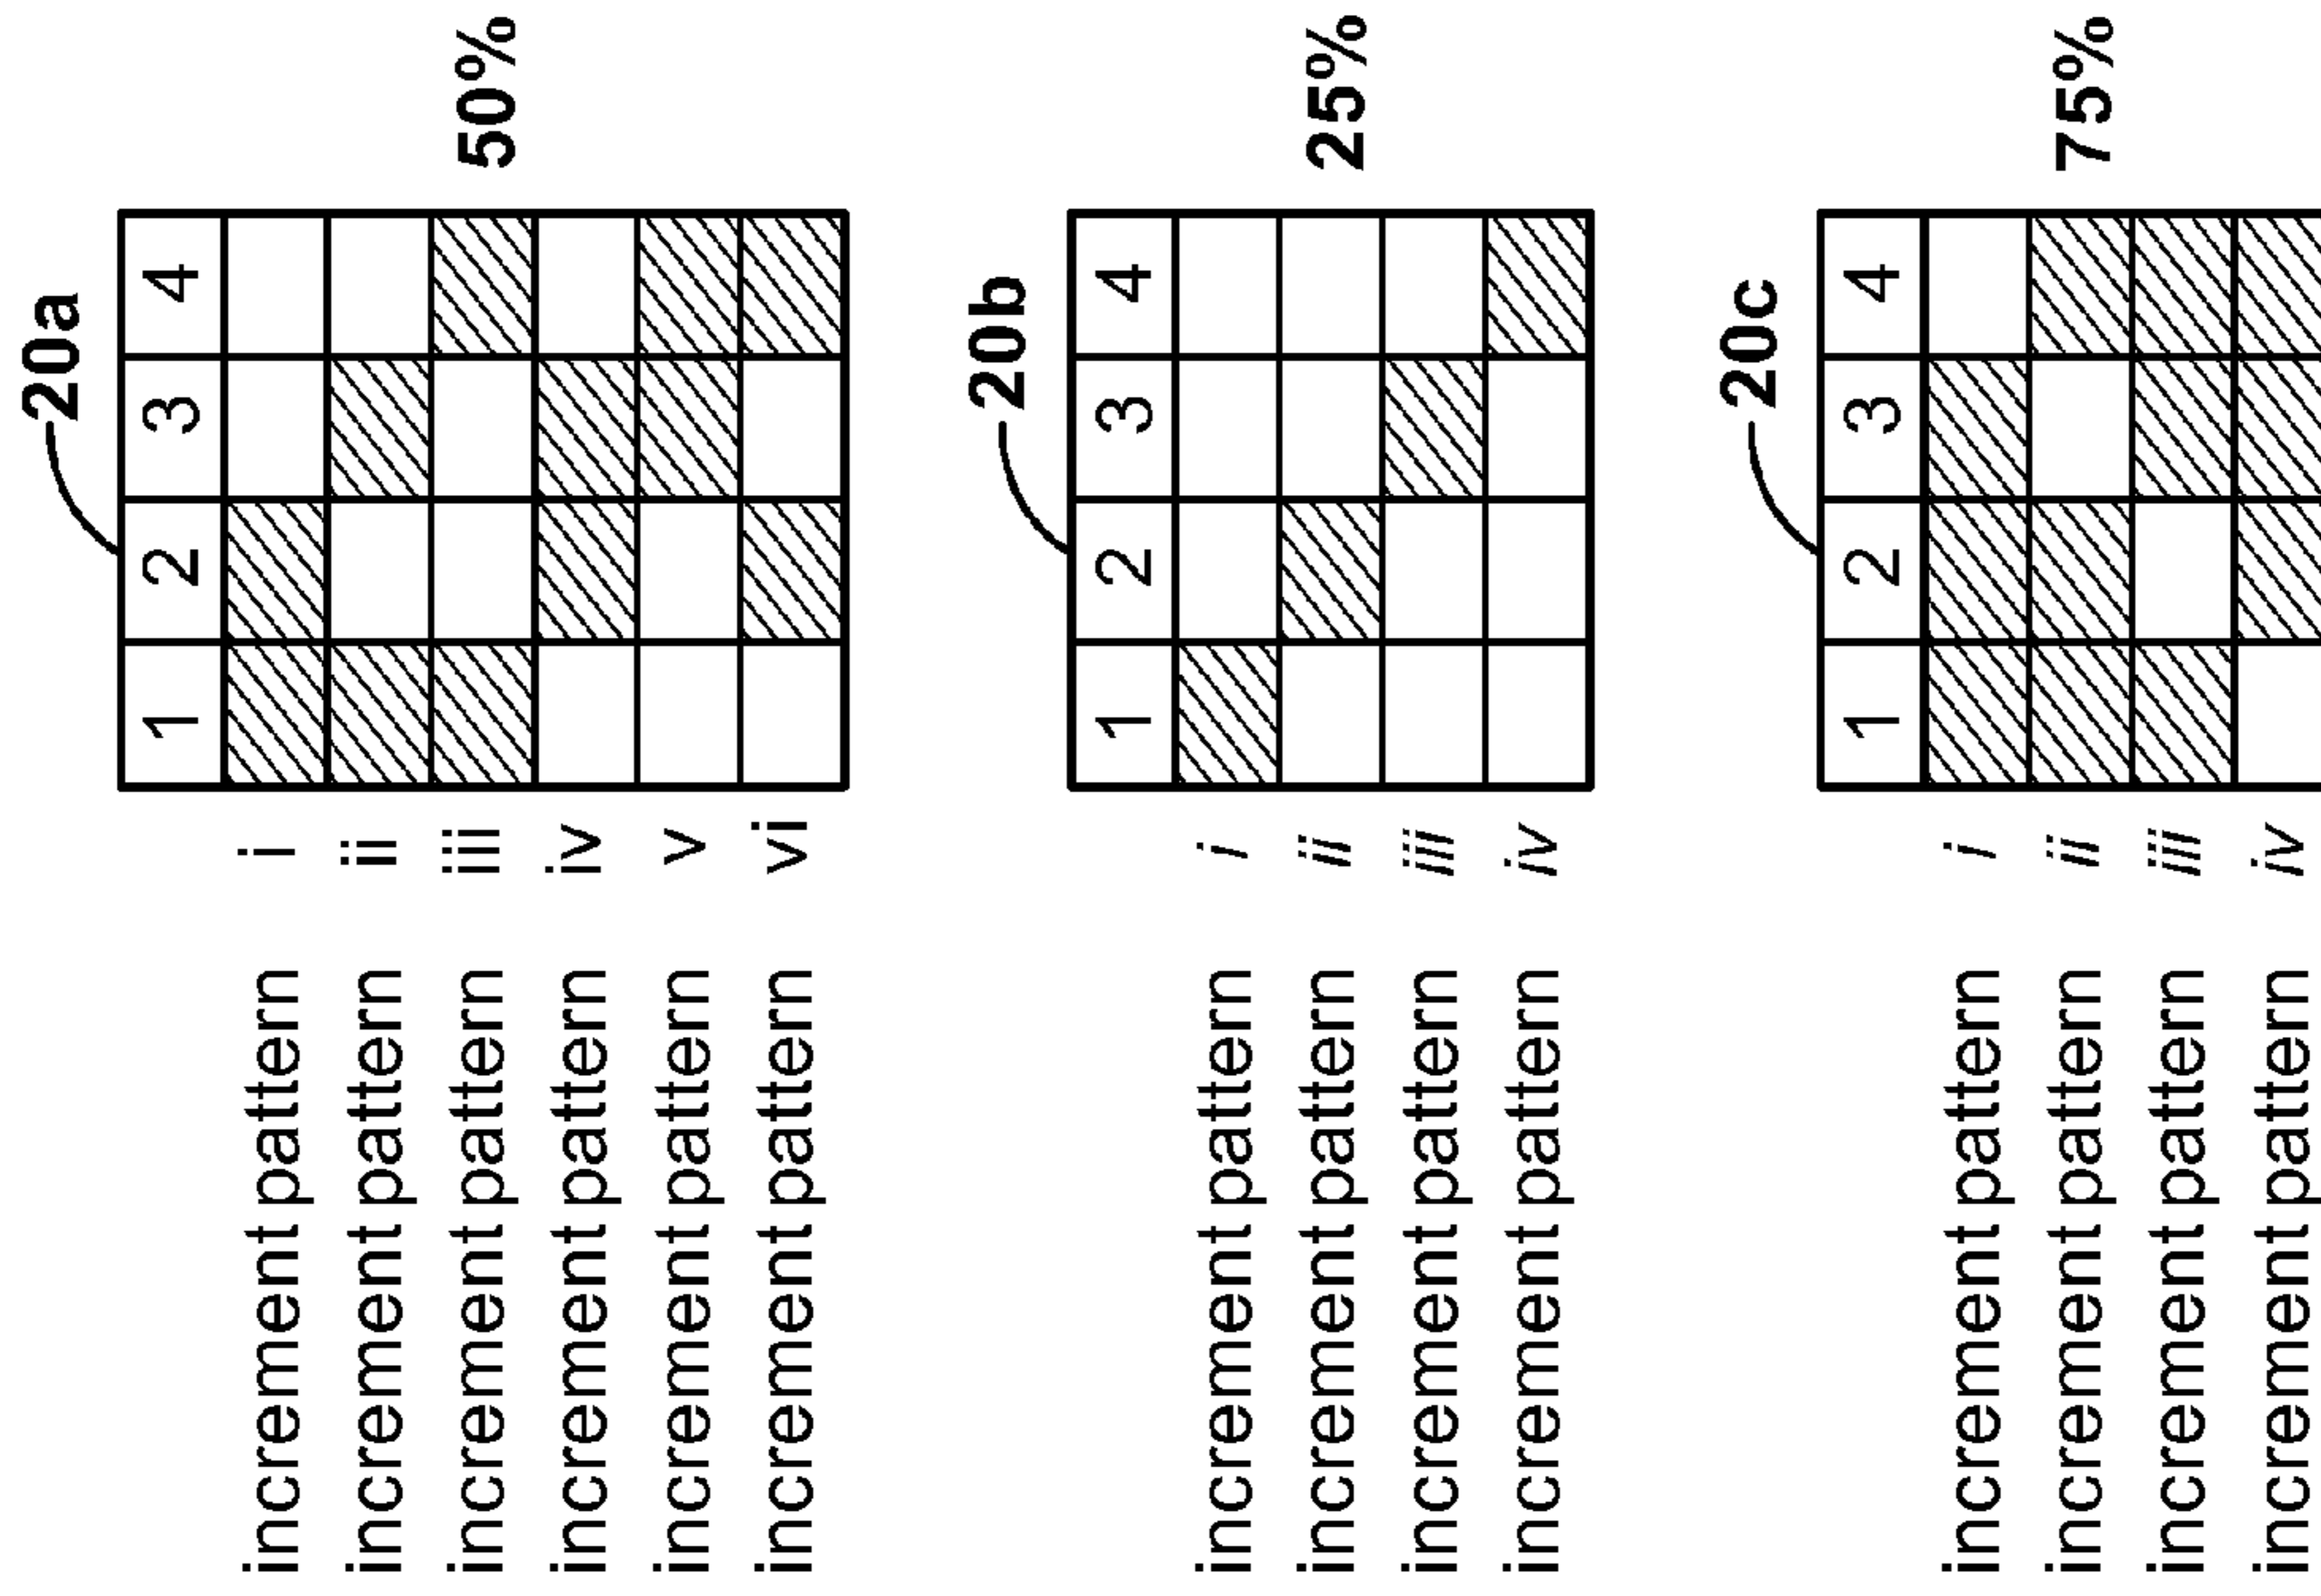 20a
1 2 3 4
increment pattern i
increment pattern ii
increment pattern iii
increment pattern iv
increment pattern v
increment pattern vi
50%
20b
1 2 3 4
increment pattern i
increment pattern ii
increment pattern iii
increment pattern iv
25%
20c
1 2 3 4
increment pattern i
increment pattern ii
increment pattern iii
increment pattern iv
75%